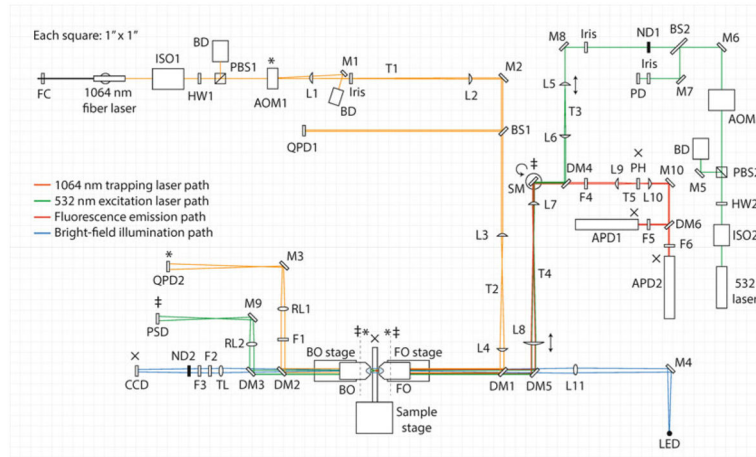 Each square: 1" x 1"
FC
1064 nm
fiber laser
ISO1
HW1
BD
PBS1
*
AOM1
L1
M1
Iris
BD
T1
L2
M2
QPD1
BS1
M8
Iris
ND1
BS2
M6
L5
PD
Iris
M7
AOM
T3
L6
BD
M5
PBS2
HW2
ISO2
532
laser
‡
SM
DM4
F4
L9
PH
×
T5
L10
M10
L7
×
APD1
F5
DM6
F6
×
APD2
1064 nm trapping laser path
532 nm excitation laser path
Fluorescence emission path
Bright-field illumination path
*
QPD2
M3
L3
T4
T2
‡
PSD
M9
RL1
RL2
F1
L8
L4
×
CCD
ND2
F2
F3
TL
DM3
DM2
BO stage
BO
‡* × *‡
FO stage
FO
Sample
stage
DM1
DM5
L11
M4
LED